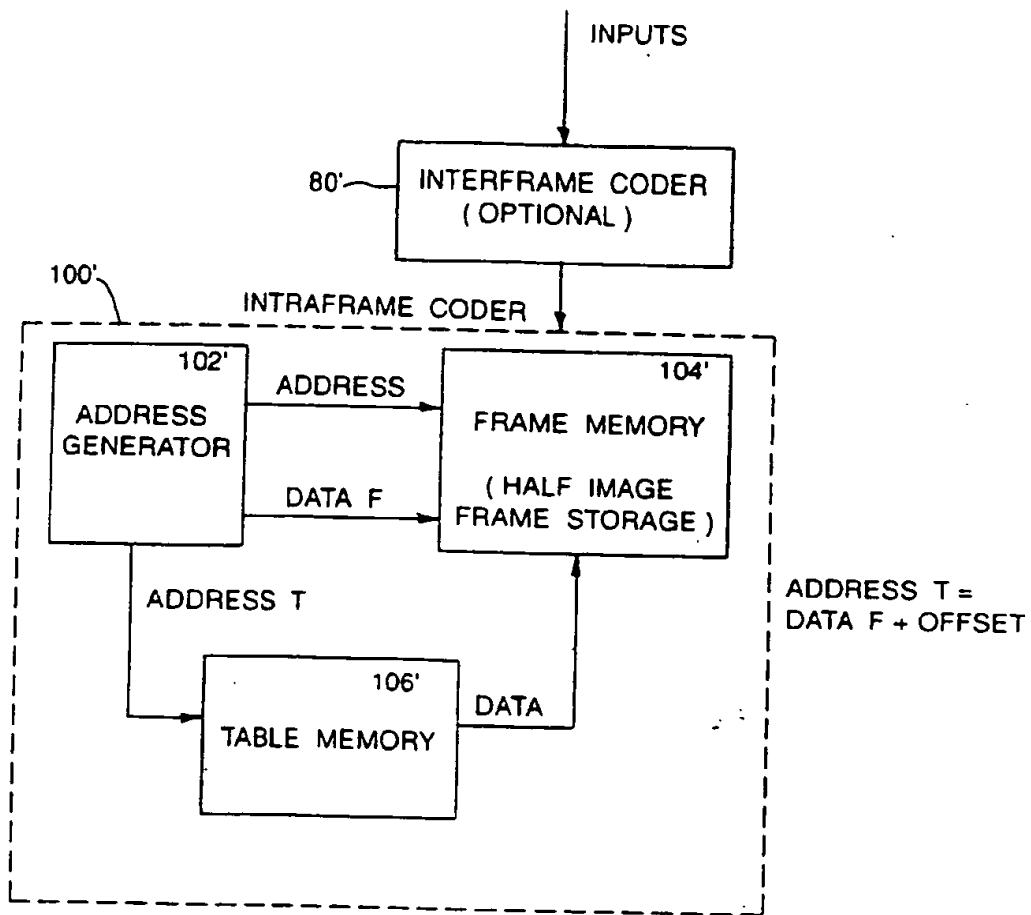 INPUTS
80'
INTERFRAME CODER
( OPTIONAL )
100'
INTRAFRAME CODER
102'
ADDRESS
GENERATOR
ADDRESS
DATA F
104'
FRAME MEMORY
( HALF IMAGE
FRAME STORAGE )
ADDRESS T
106'
TABLE MEMORY
DATA
ADDRESS T =
DATA F + OFFSET